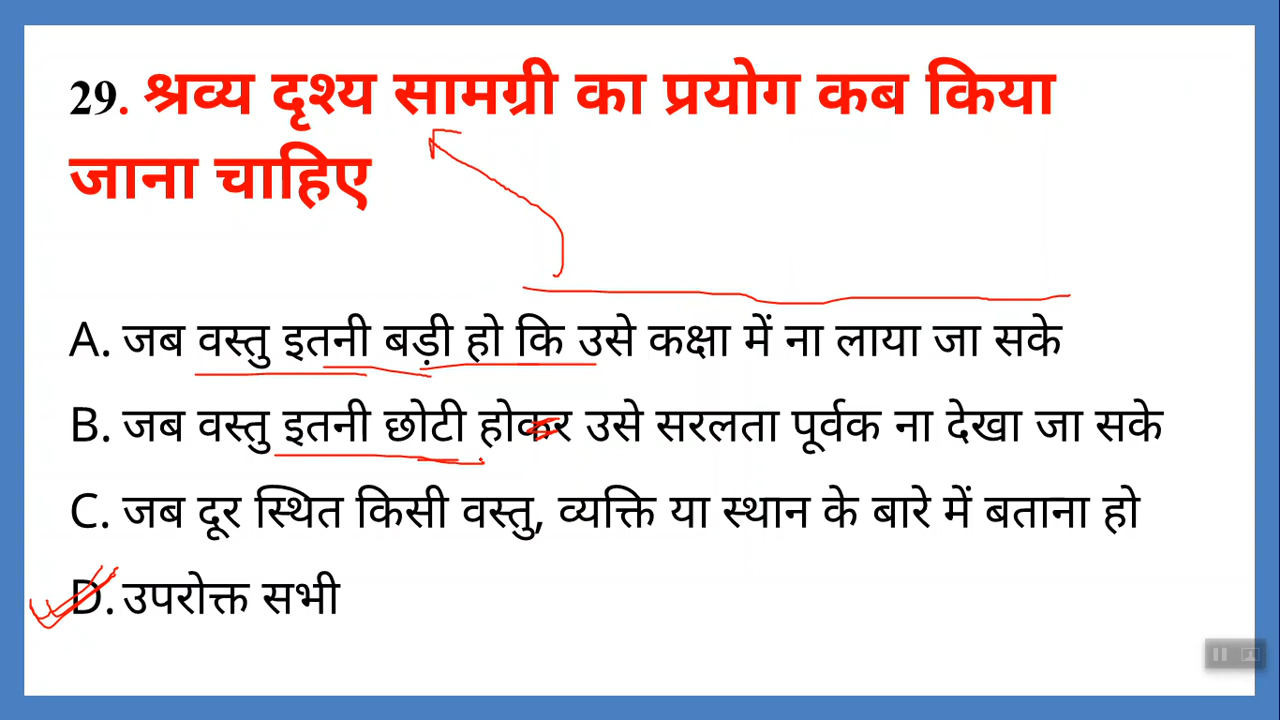 29. श्रव्य दृश्य सामग्री का प्रयोग कब किया
जाना चाहिए
A. जब वस्तु इतनी बड़ी हो कि उसे कक्षा में ना लाया जा सके
B. जब वस्तु इतनी छोटी होकर उसे सरलता पूर्वक ना देखा जा सके
C. जब दूर स्थित किसी वस्तु, व्यक्ति या स्थान के बारे में बताना हो
D. उपरोक्त सभी